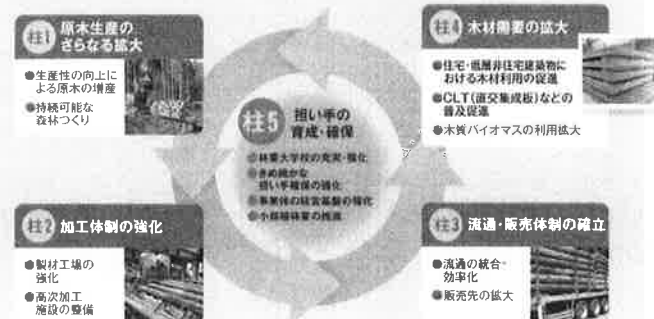 柱1 原木生産の
さらなる拡大
●生産性の向上に
よる原木の増産
●持続可能な
森林づくり
柱2 加工体制の強化
●製材工場の
強化
●高次加工
施設の整備
柱3 流通・販売体制の確立
●流通の統合・
効率化
●販売先の拡大
柱4 木材需要の拡大
●住宅・低層非住宅建築物に
おける木材利用の促進
●CLT(直交集成板)などの
普及促進
●木質バイオマスの利用拡大
柱5 担い手の
育成・確保
●林業大学校の充実・強化
●きめ細かな
担い手確保の強化
●事業体の経営基盤の強化
●小規模林業の推進